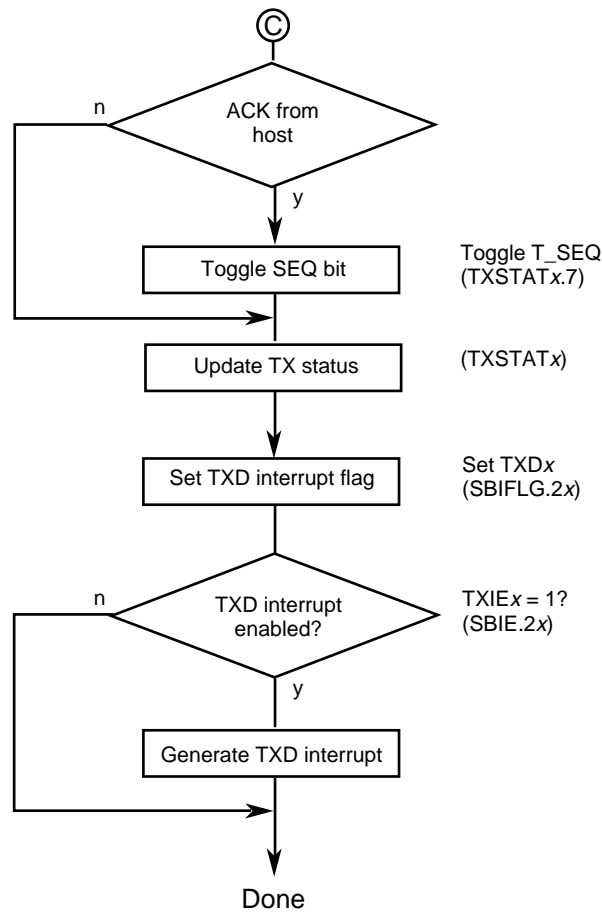 C
ACK from
host
n
y
Toggle SEQ bit
Toggle T_SEQ
(TXSTATx.7)
Update TX status
(TXSTATx)
Set TXD interrupt flag
Set TXDx
(SBIFLG.2x)
n
TXD interrupt
enabled?
TXIEx = 1?
(SBIE.2x)
y
Generate TXD interrupt
Done